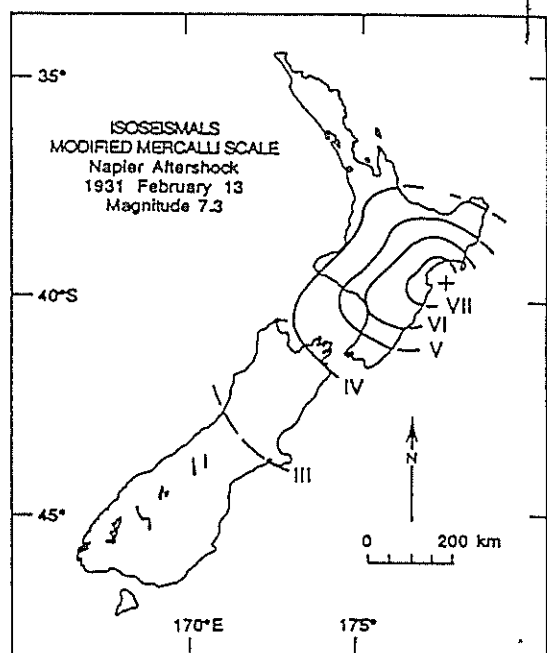 35°
ISOSEISMALS
MODIFIED MERCALLI SCALE
Napier Aftershock
1931 February 13
Magnitude 7.3
40°S
VII
VI
V
IV
III
N
45°
0 200 km
170°E 175°